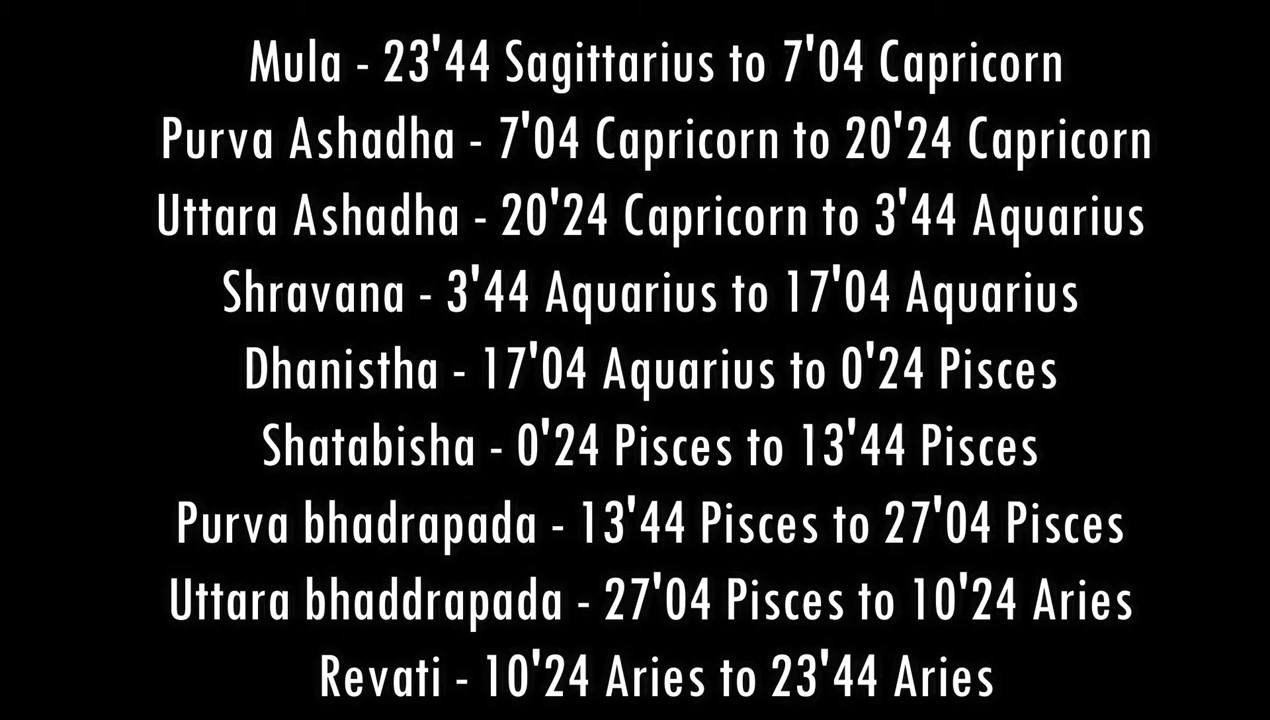 Mula - 23'44 Sagittarius to 7'04 Capricorn
Purva Ashadha - 7'04 Capricorn to 20'24 Capricorn
Uttara Ashadha - 20'24 Capricorn to 3'44 Aquarius
Shravana - 3'44 Aquarius to 17'04 Aquarius
Dhanistha - 17'04 Aquarius to 0'24 Pisces
Shatabisha - 0'24 Pisces to 13'44 Pisces
Purva bhadrapada - 13'44 Pisces to 27'04 Pisces
Uttara bhaddrapada - 27'04 Pisces to 10'24 Aries
Revati - 10'24 Aries to 23'44 Aries